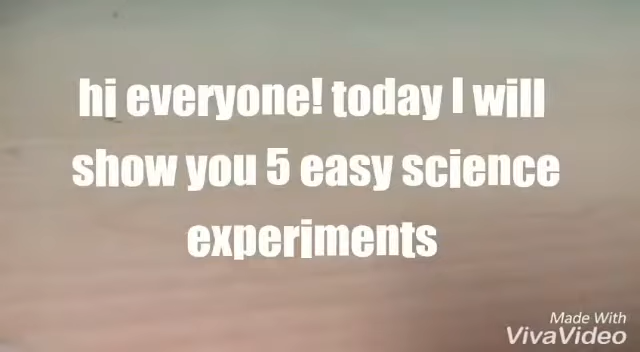 hi everyone! today I will
show you 5 easy science
experiments
Made With
VivaVideo